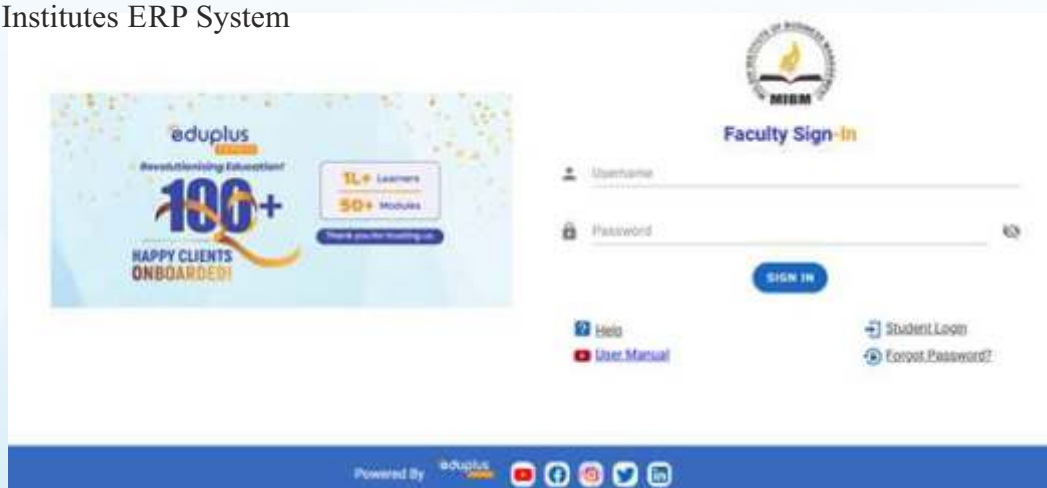 Institutes ERP System
MIBM
Faculty Sign-In
eduplus
Revolutionising Education!
100+
HAPPY CLIENTS
ONBOARDED!
1L+ Learners
50+ Modules
Thank you for trusting us
Username
Password
SIGN IN
Help
Student Login
User Manual
Forgot Password?
Powered By eduplus